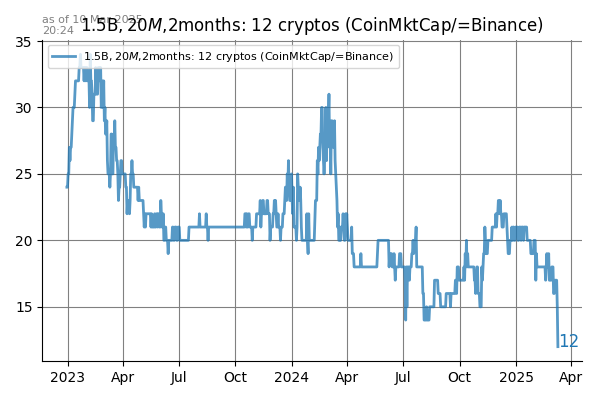 as of 10 Mar 2025
20:24
1.5B, 20M,2months: 12 cryptos (CoinMktCap/=Binance)
1.5B, 20M,2months: 12 cryptos (CoinMktCap/=Binance)
35
30
25
20
15
12
2023 Apr Jul Oct 2024 Apr Jul Oct 2025 Apr